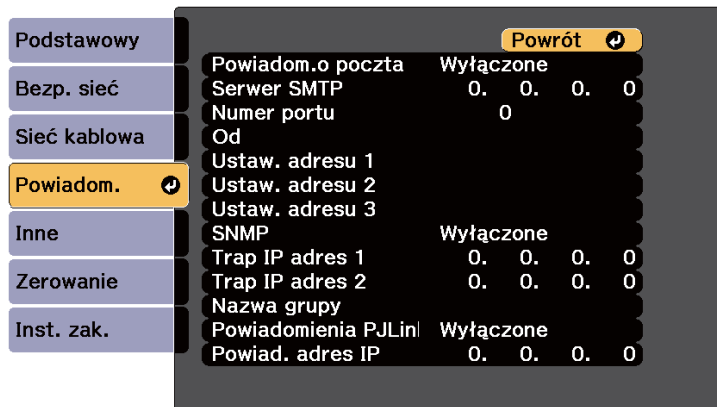 Podstawowy
Bezp. sieć
Sieć kablowa
Powiadom.
Inne
Zerowanie
Inst. zak.
Powrót
Powiadom.o poczta Wyłączone
Serwer SMTP 0. 0. 0. 0
Numer portu 0
Od
Ustaw. adresu 1
Ustaw. adresu 2
Ustaw. adresu 3
SNMP Wyłączone
Trap IP adres 1 0. 0. 0. 0
Trap IP adres 2 0. 0. 0. 0
Nazwa grupy
Powiadomienia PJLin Wyłączone
Powiad. adres IP 0. 0. 0. 0